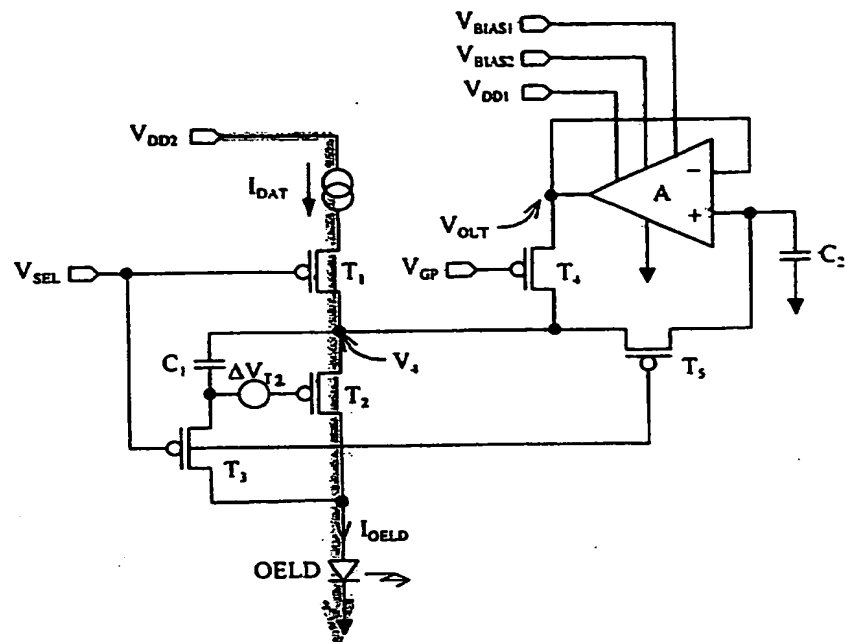 V_BIAS1
V_BIAS2
V_DD1
V_DD2
I_DAT
A
−
+
V_OUT
C_2
V_SEL
T_1
V_GP
T_4
C_1
ΔV_T2
V_4
T_2
T_5
T_3
I_OELD
OELD